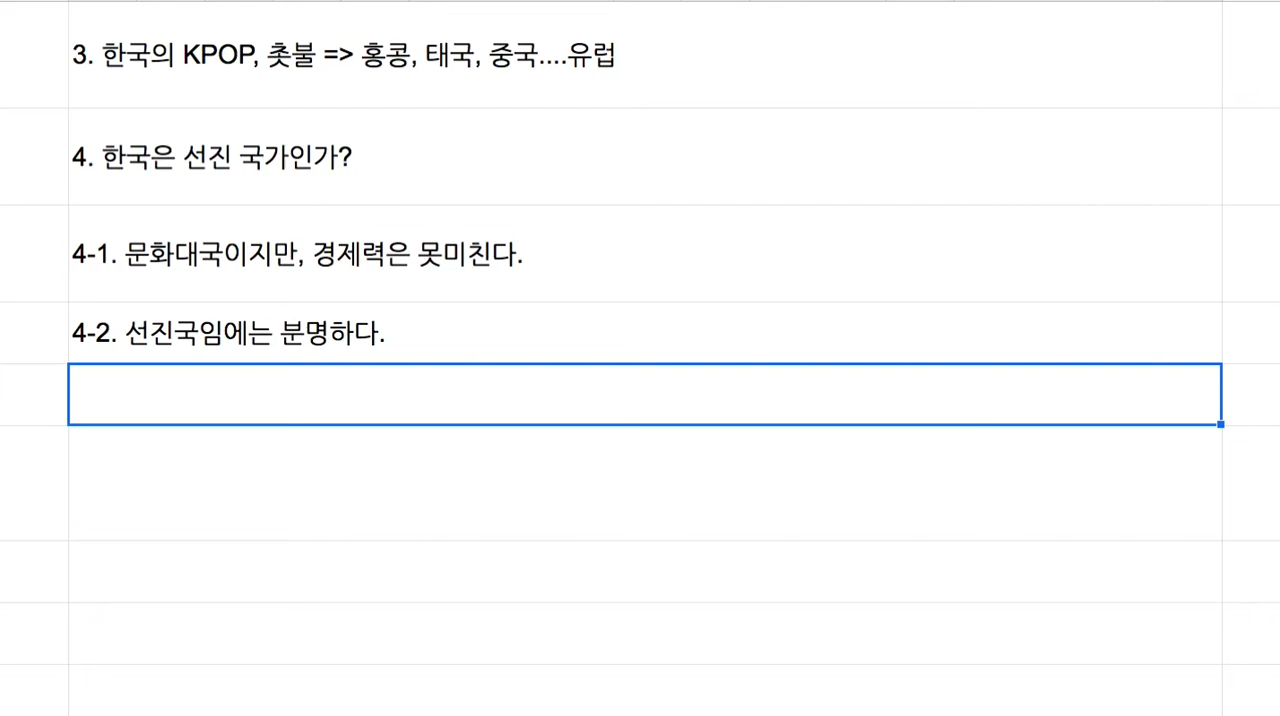 3. 한국의 KPOP, 촛불 => 홍콩, 태국, 중국....유럽
4. 한국은 선진 국가인가?
4-1. 문화대국이지만, 경제력은 못미친다.
4-2. 선진국임에는 분명하다.